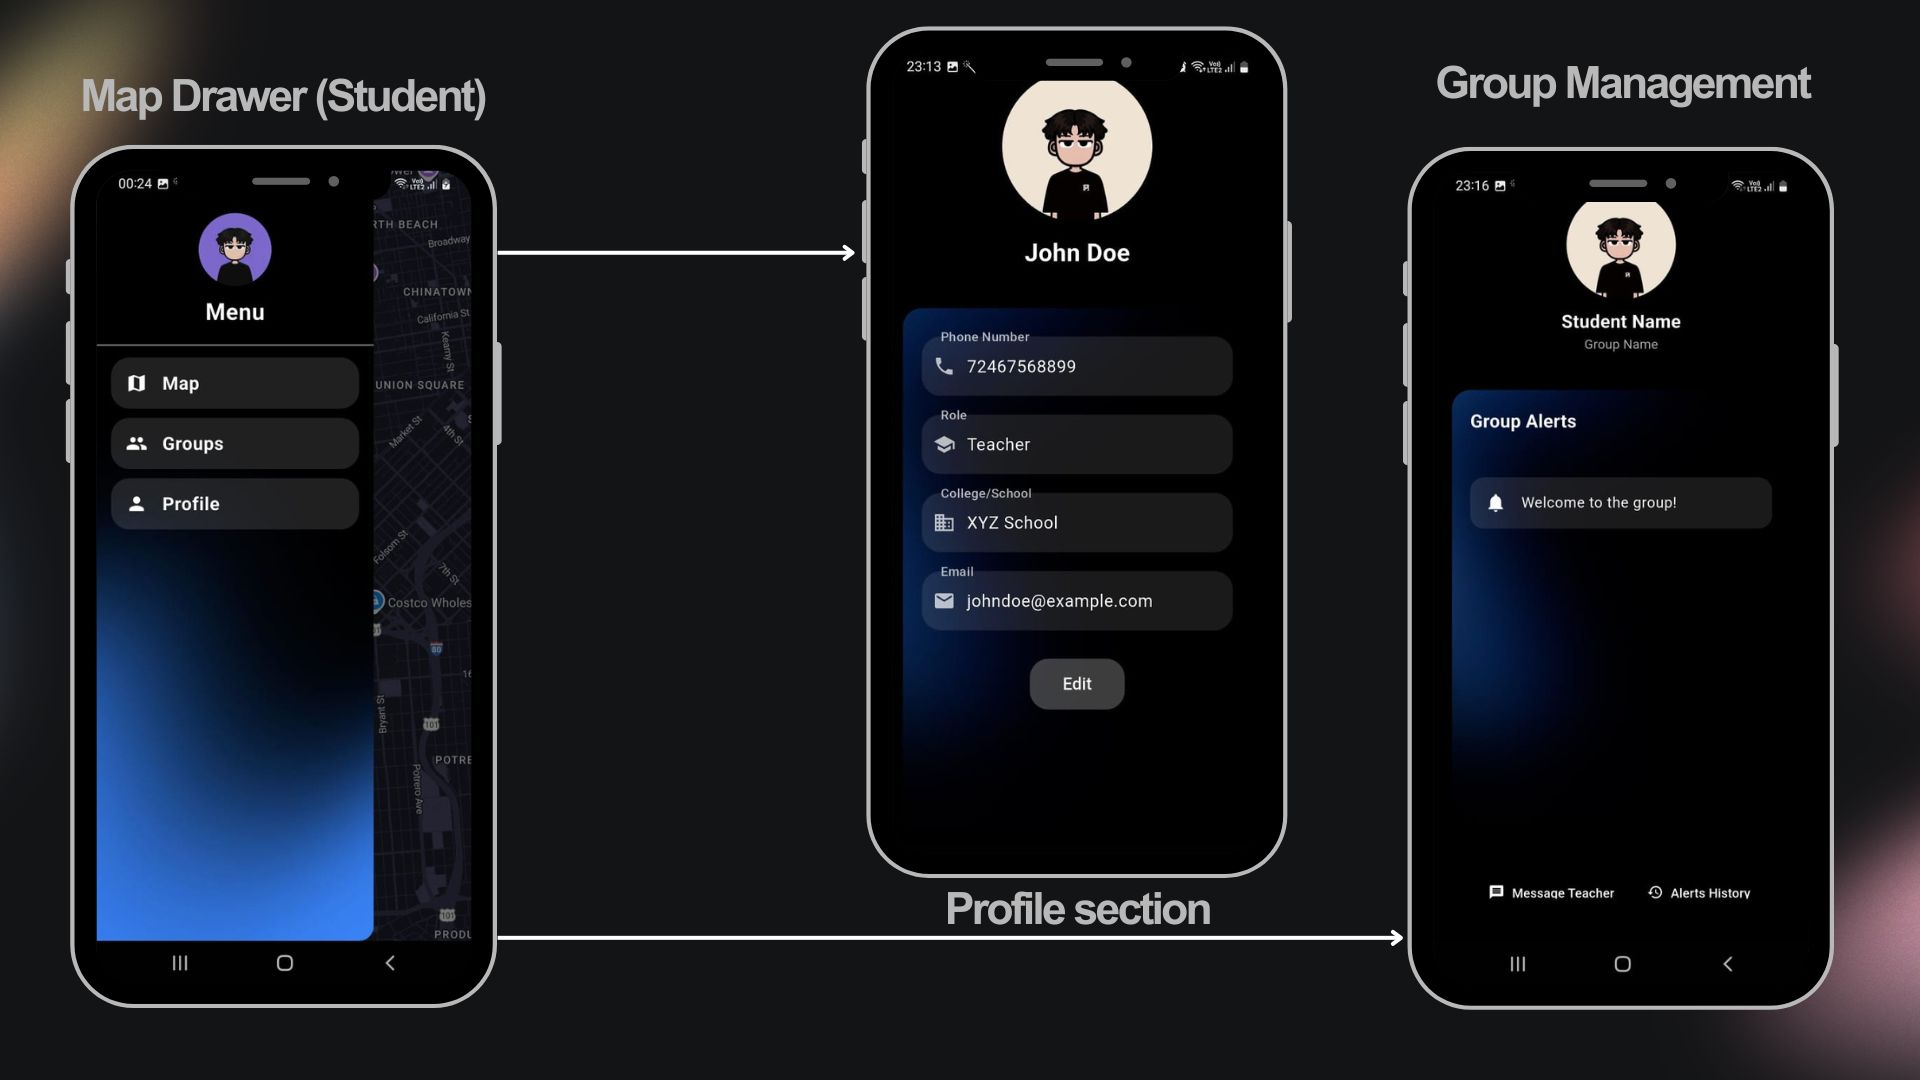 Map Drawer (Student)
00:24
Menu
Map
Groups
Profile
RTH BEACH
Broadway
CHINATOWN
California St
Kearny St
UNION SQUARE
Market St
4th St
Folsom St
7th St
Costco Wholes
80
16
Bryant St
101
POTRE
Potrero Ave
101
PRODU
23:13
John Doe
Phone Number
72467568899
Role
Teacher
College/School
XYZ School
Email
johndoe@example.com
Edit
Profile section
Group Management
23:16
Student Name
Group Name
Group Alerts
Welcome to the group!
Message Teacher
Alerts History